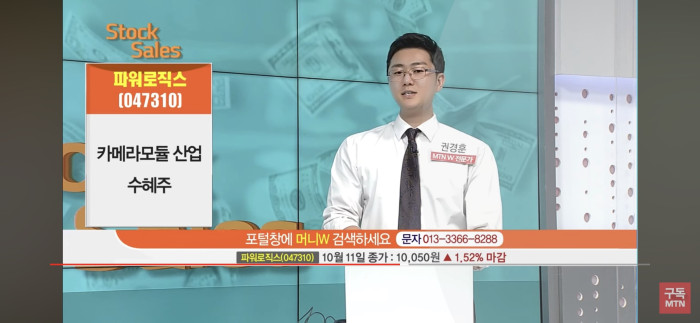 Stock
Sales
파워로직스
(047310)
카메라모듈 산업
수혜주
권경훈
MTN W 전문가
포털창에 머니W 검색하세요 문자 013-3366-8288
파워로직스(047310) 10월 11일 종가 : 10,050원 ▲ 1.52% 마감
구독
MTN